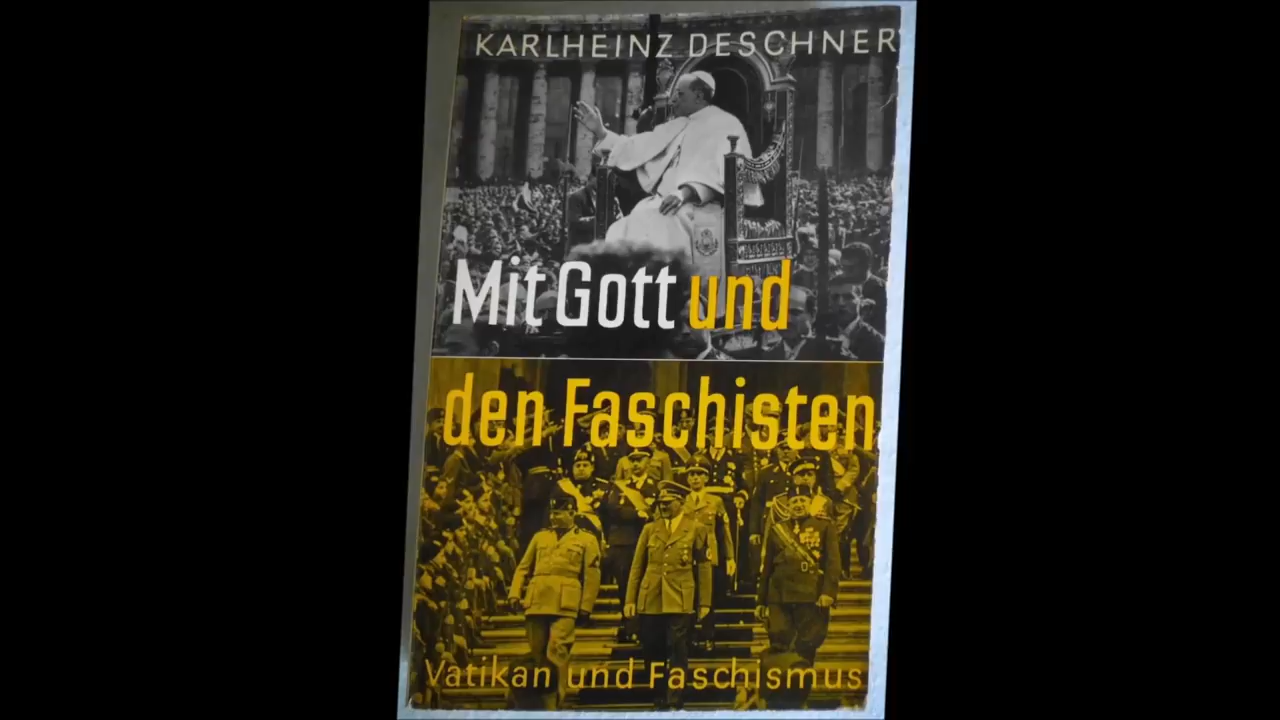 KARLHEINZ DESCHNER
Mit Gott und
den Faschisten
Vatikan und Faschismus